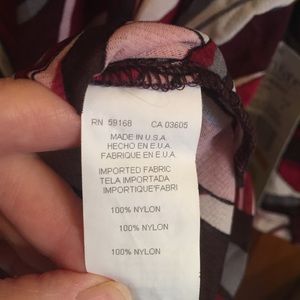 RN 59168 CA 03605
MADE IN U.S.A.
HECHO EN E.U.A.
FABRIQUE EN E.U.A.
IMPORTED FABRIC
TELA IMPORTADA
IMPORTIQUE'FABRI
100% NYLON
100% NYLON
100% NYLON